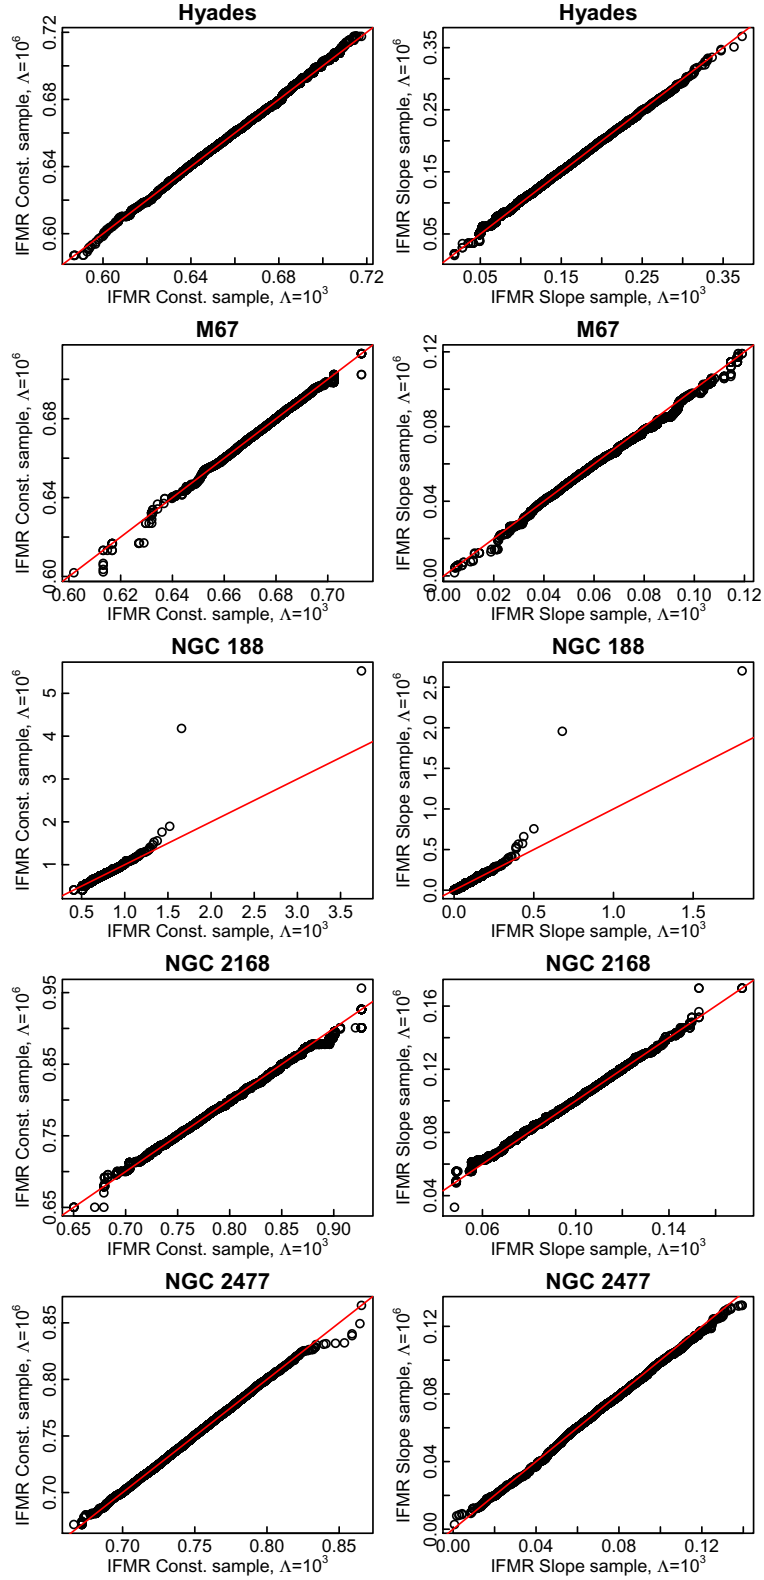 Hyades
Hyades
IFMR Const. sample, Λ=10⁶
0.60 0.64 0.68 0.72
0.60 0.64 0.68 0.72
IFMR Const. sample, Λ=10³
IFMR Slope sample, Λ=10⁶
0.05 0.15 0.25 0.35
0.05 0.15 0.25 0.35
IFMR Slope sample, Λ=10³
M67
M67
IFMR Const. sample, Λ=10⁶
0.60 0.64 0.68
0.60 0.62 0.64 0.66 0.68 0.70
IFMR Const. sample, Λ=10³
IFMR Slope sample, Λ=10⁶
0.00 0.04 0.08 0.12
0.00 0.02 0.04 0.06 0.08 0.10 0.12
IFMR Slope sample, Λ=10³
NGC 188
NGC 188
IFMR Const. sample, Λ=10⁶
1 2 3 4 5
0.5 1.0 1.5 2.0 2.5 3.0 3.5
IFMR Const. sample, Λ=10³
IFMR Slope sample, Λ=10⁶
0.0 0.5 1.0 1.5 2.0 2.5
0.0 0.5 1.0 1.5
IFMR Slope sample, Λ=10³
NGC 2168
NGC 2168
IFMR Const. sample, Λ=10⁶
0.65 0.75 0.85 0.95
0.65 0.70 0.75 0.80 0.85 0.90
IFMR Const. sample, Λ=10³
IFMR Slope sample, Λ=10⁶
0.04 0.08 0.12 0.16
0.06 0.10 0.14
IFMR Slope sample, Λ=10³
NGC 2477
NGC 2477
IFMR Const. sample, Λ=10⁶
0.70 0.75 0.80 0.85
0.70 0.75 0.80 0.85
IFMR Const. sample, Λ=10³
IFMR Slope sample, Λ=10⁶
0.00 0.04 0.08 0.12
0.00 0.04 0.08 0.12
IFMR Slope sample, Λ=10³